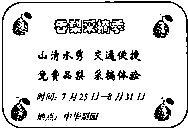 香梨采摘季
山清水秀 交通便捷
免费品梨 采摘体验
时间:7月25日—8月31日
地点:中华梨园